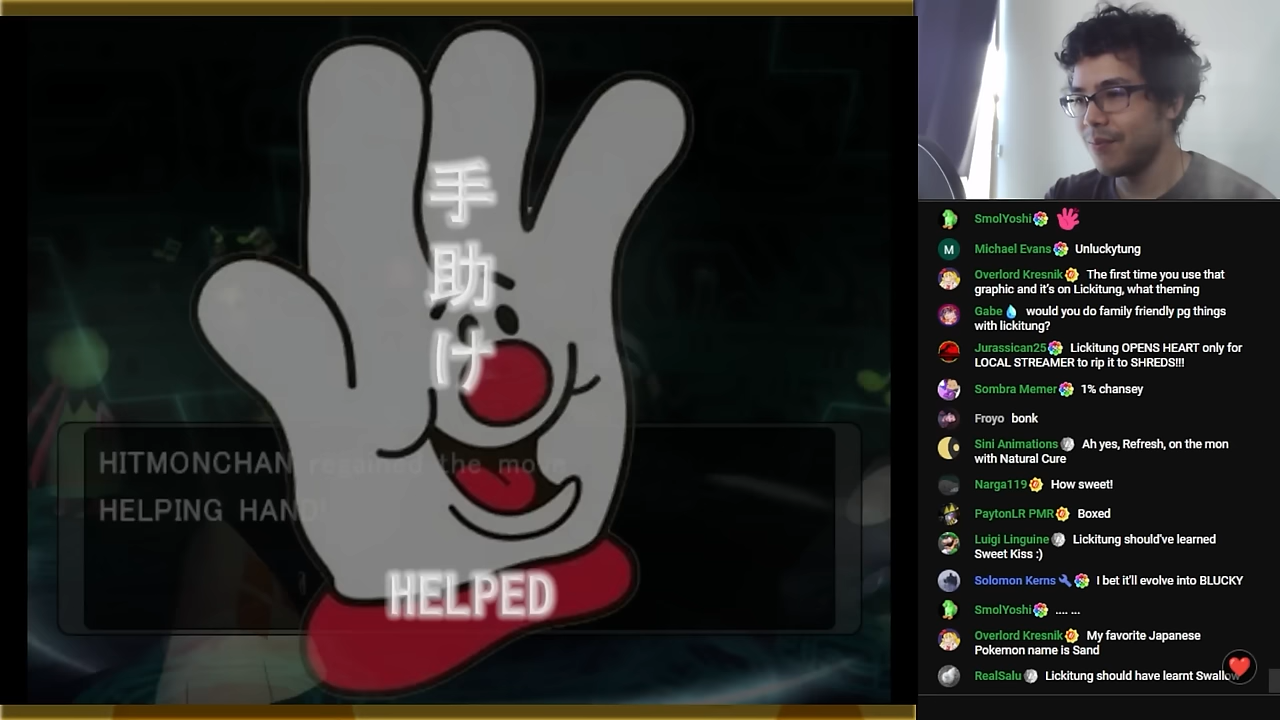 手助け
HITMONCHAN regained the move
HELPING HAND!
HELPED
SmolYoshi
Michael Evans Unluckytung
Overlord Kresnik The first time you use that
graphic and it's on Lickitung, what theming
Gabe would you do family friendly pg things
with lickitung?
Jurassican25 Lickitung OPENS HEART only for
LOCAL STREAMER to rip it to SHREDS!!!
Sombra Memer 1% chansey
Froyo bonk
Sini Animations Ah yes, Refresh, on the mon
with Natural Cure
Narga119 How sweet!
PaytonLR PMR Boxed
Luigi Linguine Lickitung should've learned
Sweet Kiss :)
Solomon Kerns I bet it'll evolve into BLUCKY
SmolYoshi .... ...
Overlord Kresnik My favorite Japanese
Pokemon name is Sand
RealSalu Lickitung should have learnt Swallow
M